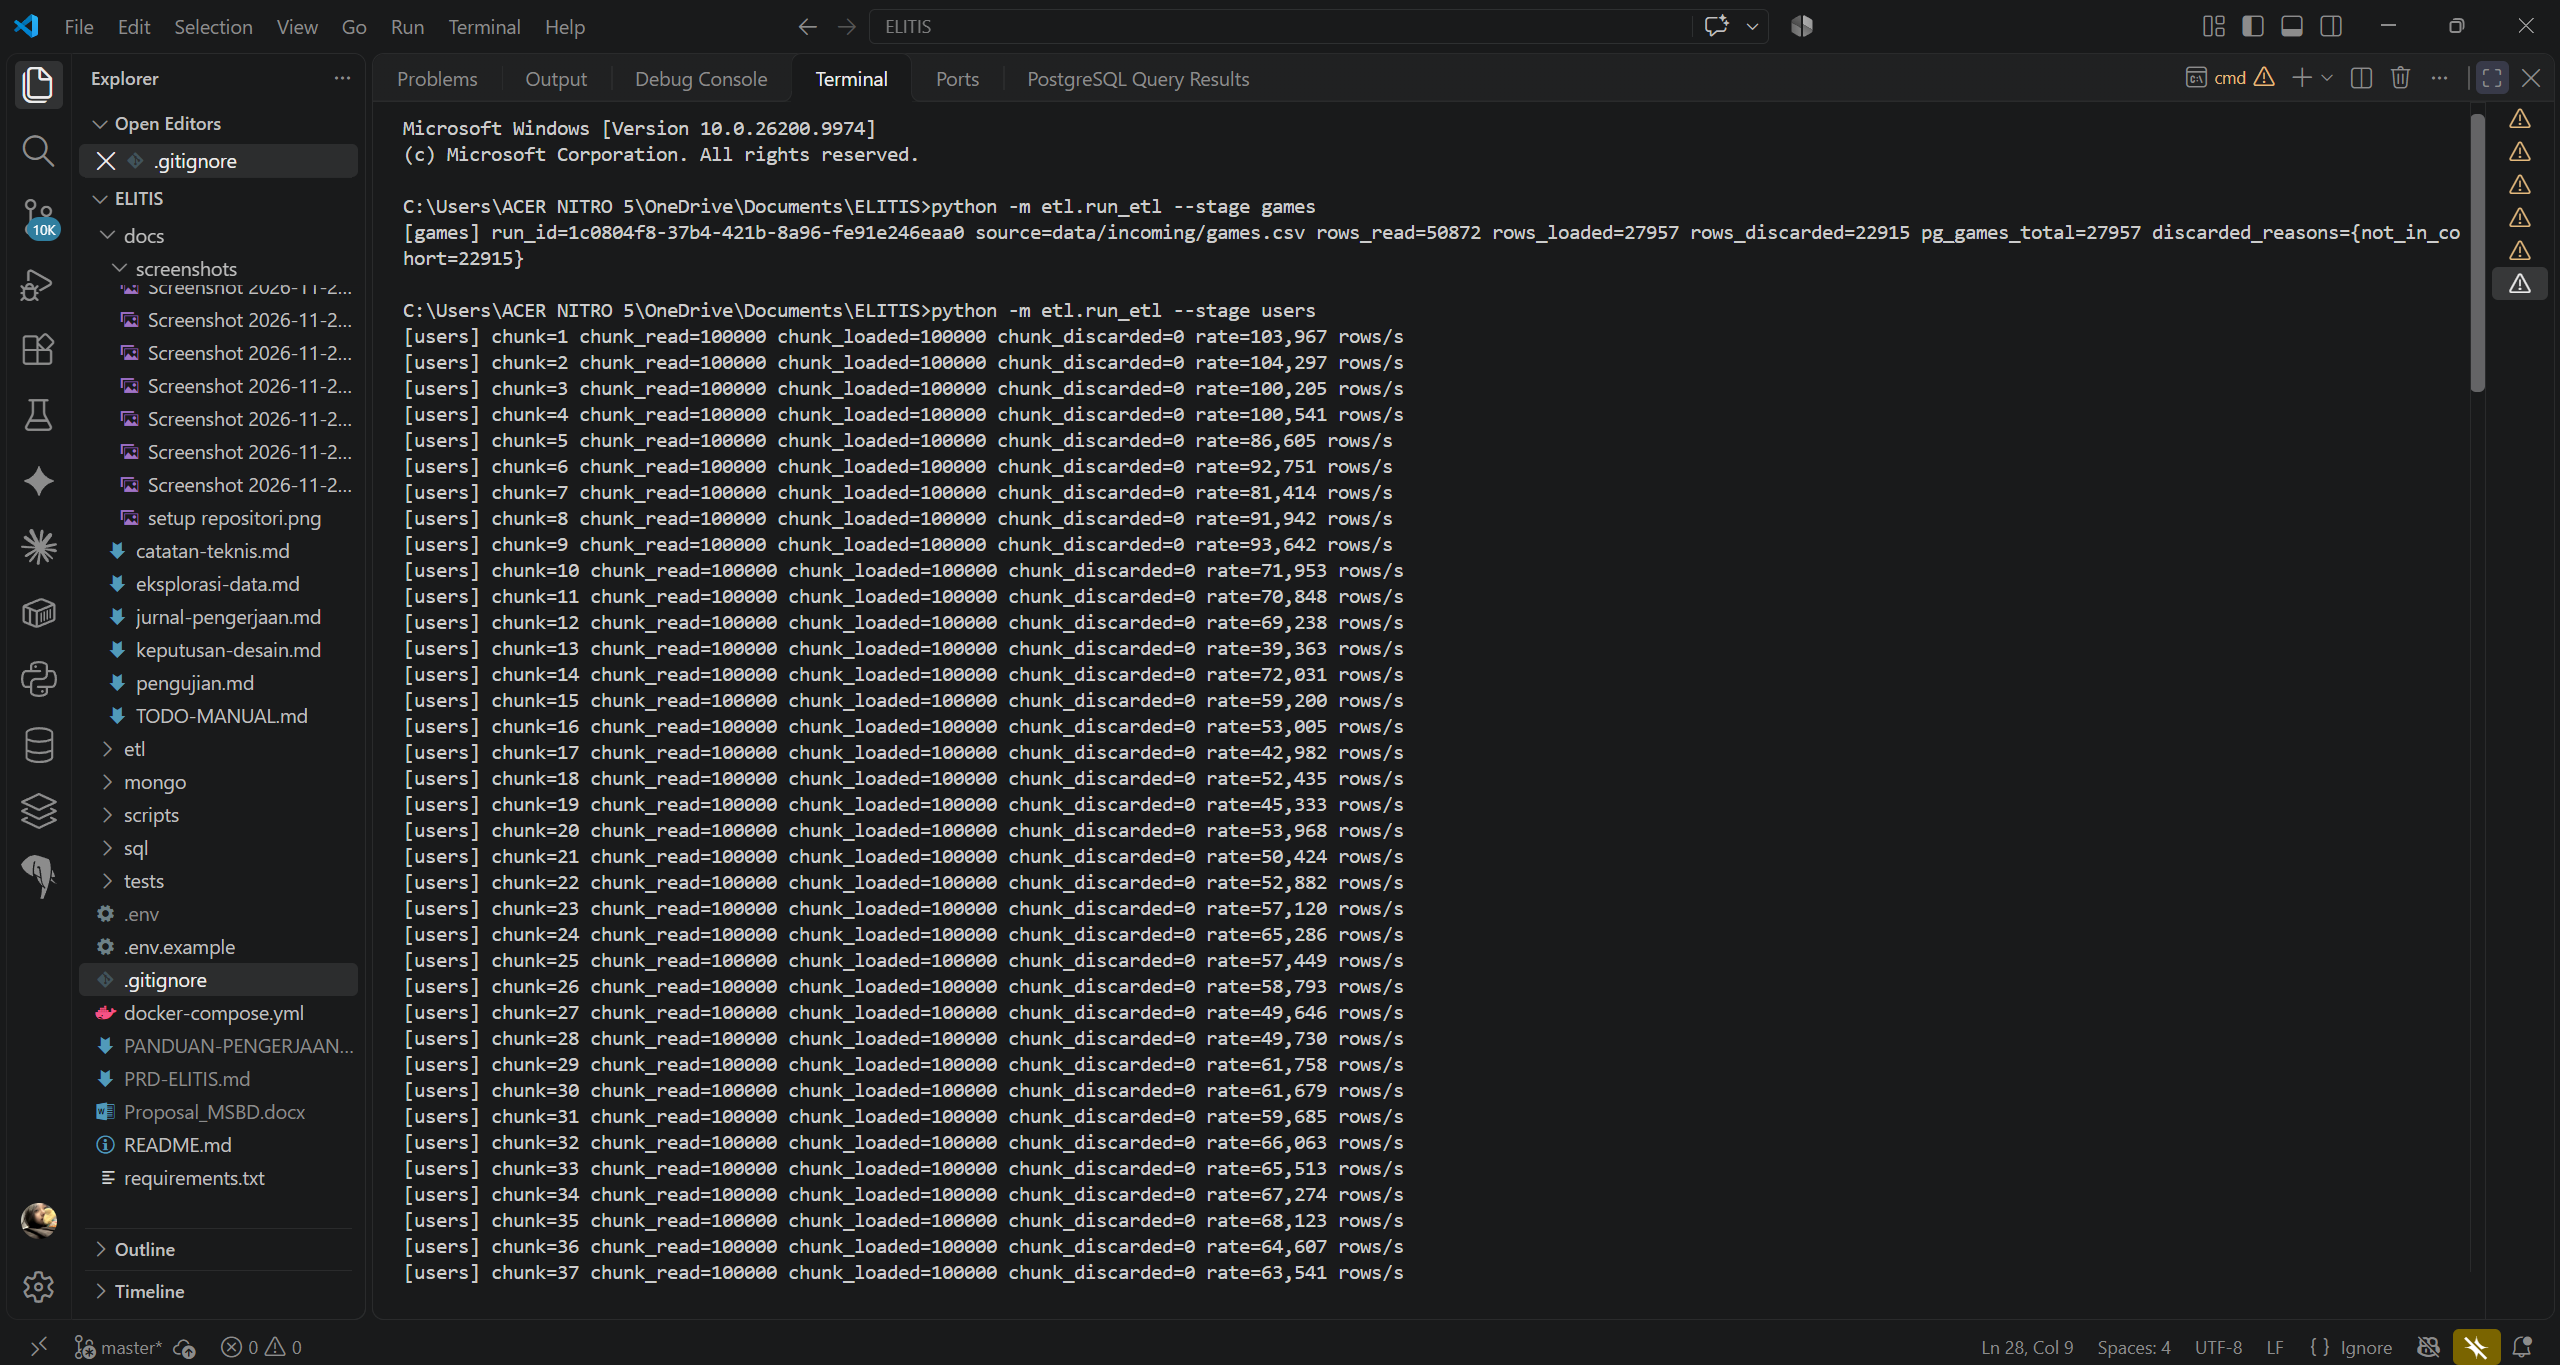 File Edit Selection View Go Run Terminal Help
ELITIS
Explorer
Problems Output Debug Console Terminal Ports PostgreSQL Query Results
cmd
Open Editors
.gitignore
ELITIS
docs
screenshots
Screenshot 2026-11-2...
Screenshot 2026-11-2...
Screenshot 2026-11-2...
Screenshot 2026-11-2...
Screenshot 2026-11-2...
Screenshot 2026-11-2...
Screenshot 2026-11-2...
setup repositori.png
catatan-teknis.md
eksplorasi-data.md
jurnal-pengerjaan.md
keputusan-desain.md
pengujian.md
TODO-MANUAL.md
etl
mongo
scripts
sql
tests
.env
.env.example
.gitignore
docker-compose.yml
PANDUAN-PENGERJAAN...
PRD-ELITIS.md
Proposal_MSBD.docx
README.md
requirements.txt
Outline
Timeline
10K
Microsoft Windows [Version 10.0.26200.9974]
(c) Microsoft Corporation. All rights reserved.
C:\Users\ACER NITRO 5\OneDrive\Documents\ELITIS>python -m etl.run_etl --stage games
[games] run_id=1c0804f8-37b4-421b-8a96-fe91e246eaa0 source=data/incoming/games.csv rows_read=50872 rows_loaded=27957 rows_discarded=22915 pg_games_total=27957 discarded_reasons={not_in_co
hort=22915}
C:\Users\ACER NITRO 5\OneDrive\Documents\ELITIS>python -m etl.run_etl --stage users
[users] chunk=1 chunk_read=100000 chunk_loaded=100000 chunk_discarded=0 rate=103,967 rows/s
[users] chunk=2 chunk_read=100000 chunk_loaded=100000 chunk_discarded=0 rate=104,297 rows/s
[users] chunk=3 chunk_read=100000 chunk_loaded=100000 chunk_discarded=0 rate=100,205 rows/s
[users] chunk=4 chunk_read=100000 chunk_loaded=100000 chunk_discarded=0 rate=100,541 rows/s
[users] chunk=5 chunk_read=100000 chunk_loaded=100000 chunk_discarded=0 rate=86,605 rows/s
[users] chunk=6 chunk_read=100000 chunk_loaded=100000 chunk_discarded=0 rate=92,751 rows/s
[users] chunk=7 chunk_read=100000 chunk_loaded=100000 chunk_discarded=0 rate=81,414 rows/s
[users] chunk=8 chunk_read=100000 chunk_loaded=100000 chunk_discarded=0 rate=91,942 rows/s
[users] chunk=9 chunk_read=100000 chunk_loaded=100000 chunk_discarded=0 rate=93,642 rows/s
[users] chunk=10 chunk_read=100000 chunk_loaded=100000 chunk_discarded=0 rate=71,953 rows/s
[users] chunk=11 chunk_read=100000 chunk_loaded=100000 chunk_discarded=0 rate=70,848 rows/s
[users] chunk=12 chunk_read=100000 chunk_loaded=100000 chunk_discarded=0 rate=69,238 rows/s
[users] chunk=13 chunk_read=100000 chunk_loaded=100000 chunk_discarded=0 rate=39,363 rows/s
[users] chunk=14 chunk_read=100000 chunk_loaded=100000 chunk_discarded=0 rate=72,031 rows/s
[users] chunk=15 chunk_read=100000 chunk_loaded=100000 chunk_discarded=0 rate=59,200 rows/s
[users] chunk=16 chunk_read=100000 chunk_loaded=100000 chunk_discarded=0 rate=53,005 rows/s
[users] chunk=17 chunk_read=100000 chunk_loaded=100000 chunk_discarded=0 rate=42,982 rows/s
[users] chunk=18 chunk_read=100000 chunk_loaded=100000 chunk_discarded=0 rate=52,435 rows/s
[users] chunk=19 chunk_read=100000 chunk_loaded=100000 chunk_discarded=0 rate=45,333 rows/s
[users] chunk=20 chunk_read=100000 chunk_loaded=100000 chunk_discarded=0 rate=53,968 rows/s
[users] chunk=21 chunk_read=100000 chunk_loaded=100000 chunk_discarded=0 rate=50,424 rows/s
[users] chunk=22 chunk_read=100000 chunk_loaded=100000 chunk_discarded=0 rate=52,882 rows/s
[users] chunk=23 chunk_read=100000 chunk_loaded=100000 chunk_discarded=0 rate=57,120 rows/s
[users] chunk=24 chunk_read=100000 chunk_loaded=100000 chunk_discarded=0 rate=65,286 rows/s
[users] chunk=25 chunk_read=100000 chunk_loaded=100000 chunk_discarded=0 rate=57,449 rows/s
[users] chunk=26 chunk_read=100000 chunk_loaded=100000 chunk_discarded=0 rate=58,793 rows/s
[users] chunk=27 chunk_read=100000 chunk_loaded=100000 chunk_discarded=0 rate=49,646 rows/s
[users] chunk=28 chunk_read=100000 chunk_loaded=100000 chunk_discarded=0 rate=49,730 rows/s
[users] chunk=29 chunk_read=100000 chunk_loaded=100000 chunk_discarded=0 rate=61,758 rows/s
[users] chunk=30 chunk_read=100000 chunk_loaded=100000 chunk_discarded=0 rate=61,679 rows/s
[users] chunk=31 chunk_read=100000 chunk_loaded=100000 chunk_discarded=0 rate=59,685 rows/s
[users] chunk=32 chunk_read=100000 chunk_loaded=100000 chunk_discarded=0 rate=66,063 rows/s
[users] chunk=33 chunk_read=100000 chunk_loaded=100000 chunk_discarded=0 rate=65,513 rows/s
[users] chunk=34 chunk_read=100000 chunk_loaded=100000 chunk_discarded=0 rate=67,274 rows/s
[users] chunk=35 chunk_read=100000 chunk_loaded=100000 chunk_discarded=0 rate=68,123 rows/s
[users] chunk=36 chunk_read=100000 chunk_loaded=100000 chunk_discarded=0 rate=64,607 rows/s
[users] chunk=37 chunk_read=100000 chunk_loaded=100000 chunk_discarded=0 rate=63,541 rows/s
master* 0 0 Ln 28, Col 9 Spaces: 4 UTF-8 LF { } Ignore